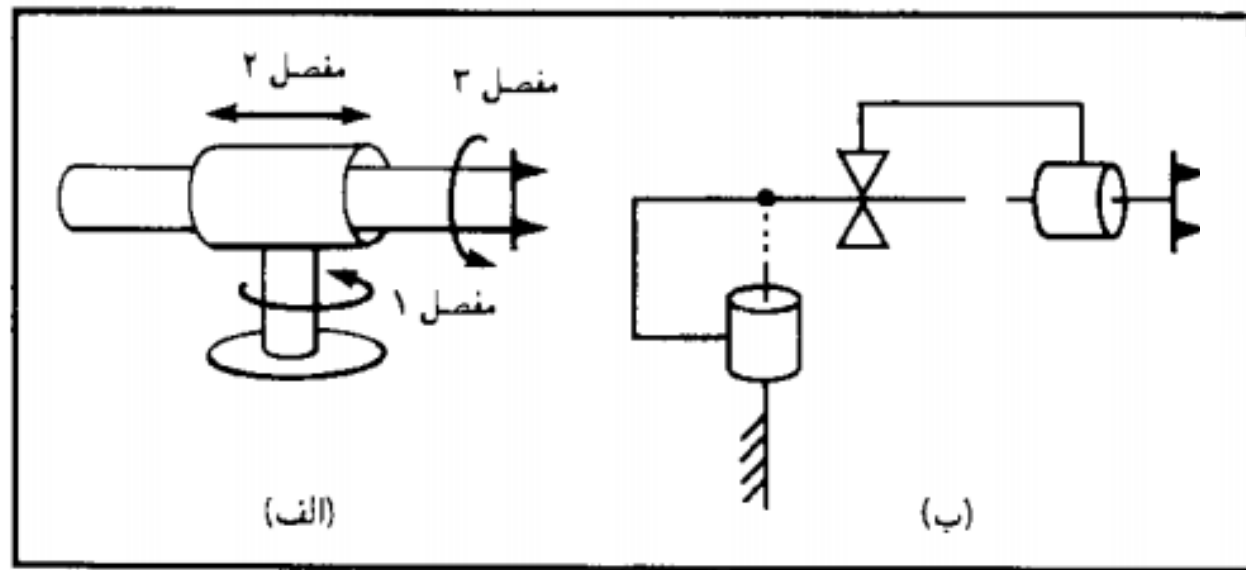 مفصل ۲
مفصل ۳
مفصل ۱
(الف)
(ب)